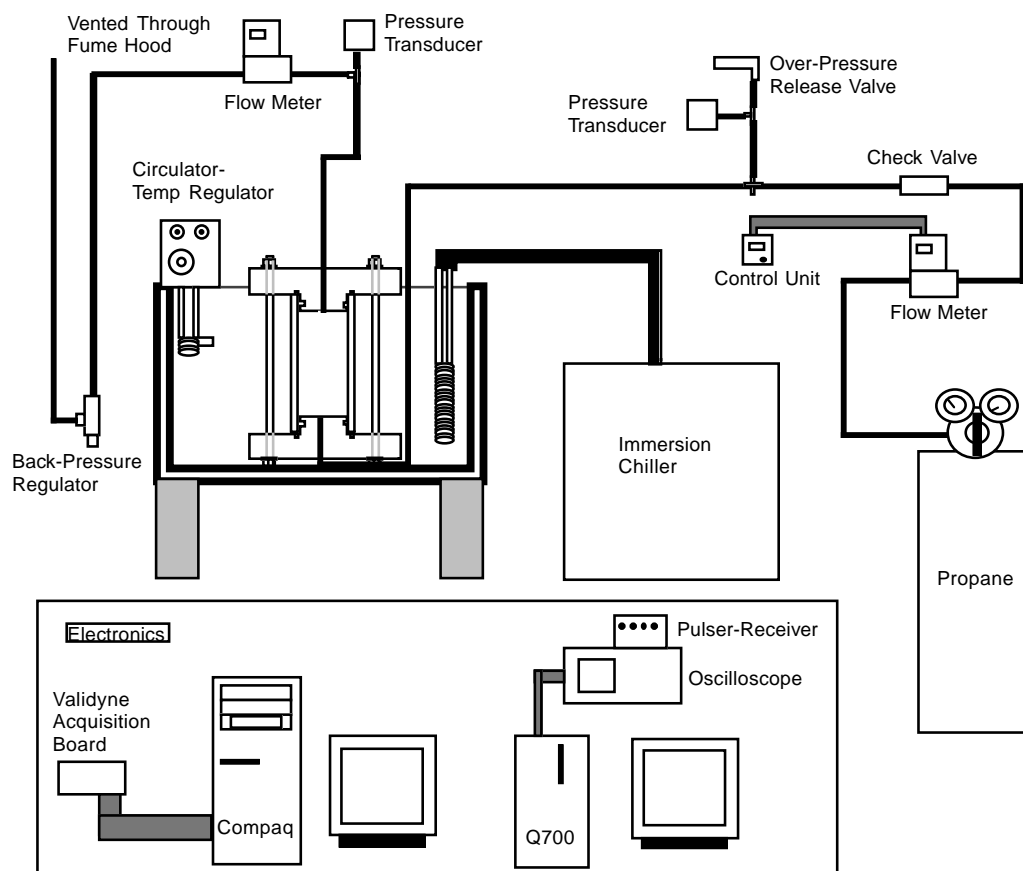 Vented Through
Fume Hood
Pressure
Transducer
Flow Meter
Over-Pressure
Release Valve
Pressure
Transducer
Check Valve
Circulator-
Temp Regulator
Control Unit
Flow Meter
Back-Pressure
Regulator
Immersion
Chiller
Propane
Electronics
Pulser-Receiver
Oscilloscope
Validyne
Acquisition
Board
Compaq
Q700